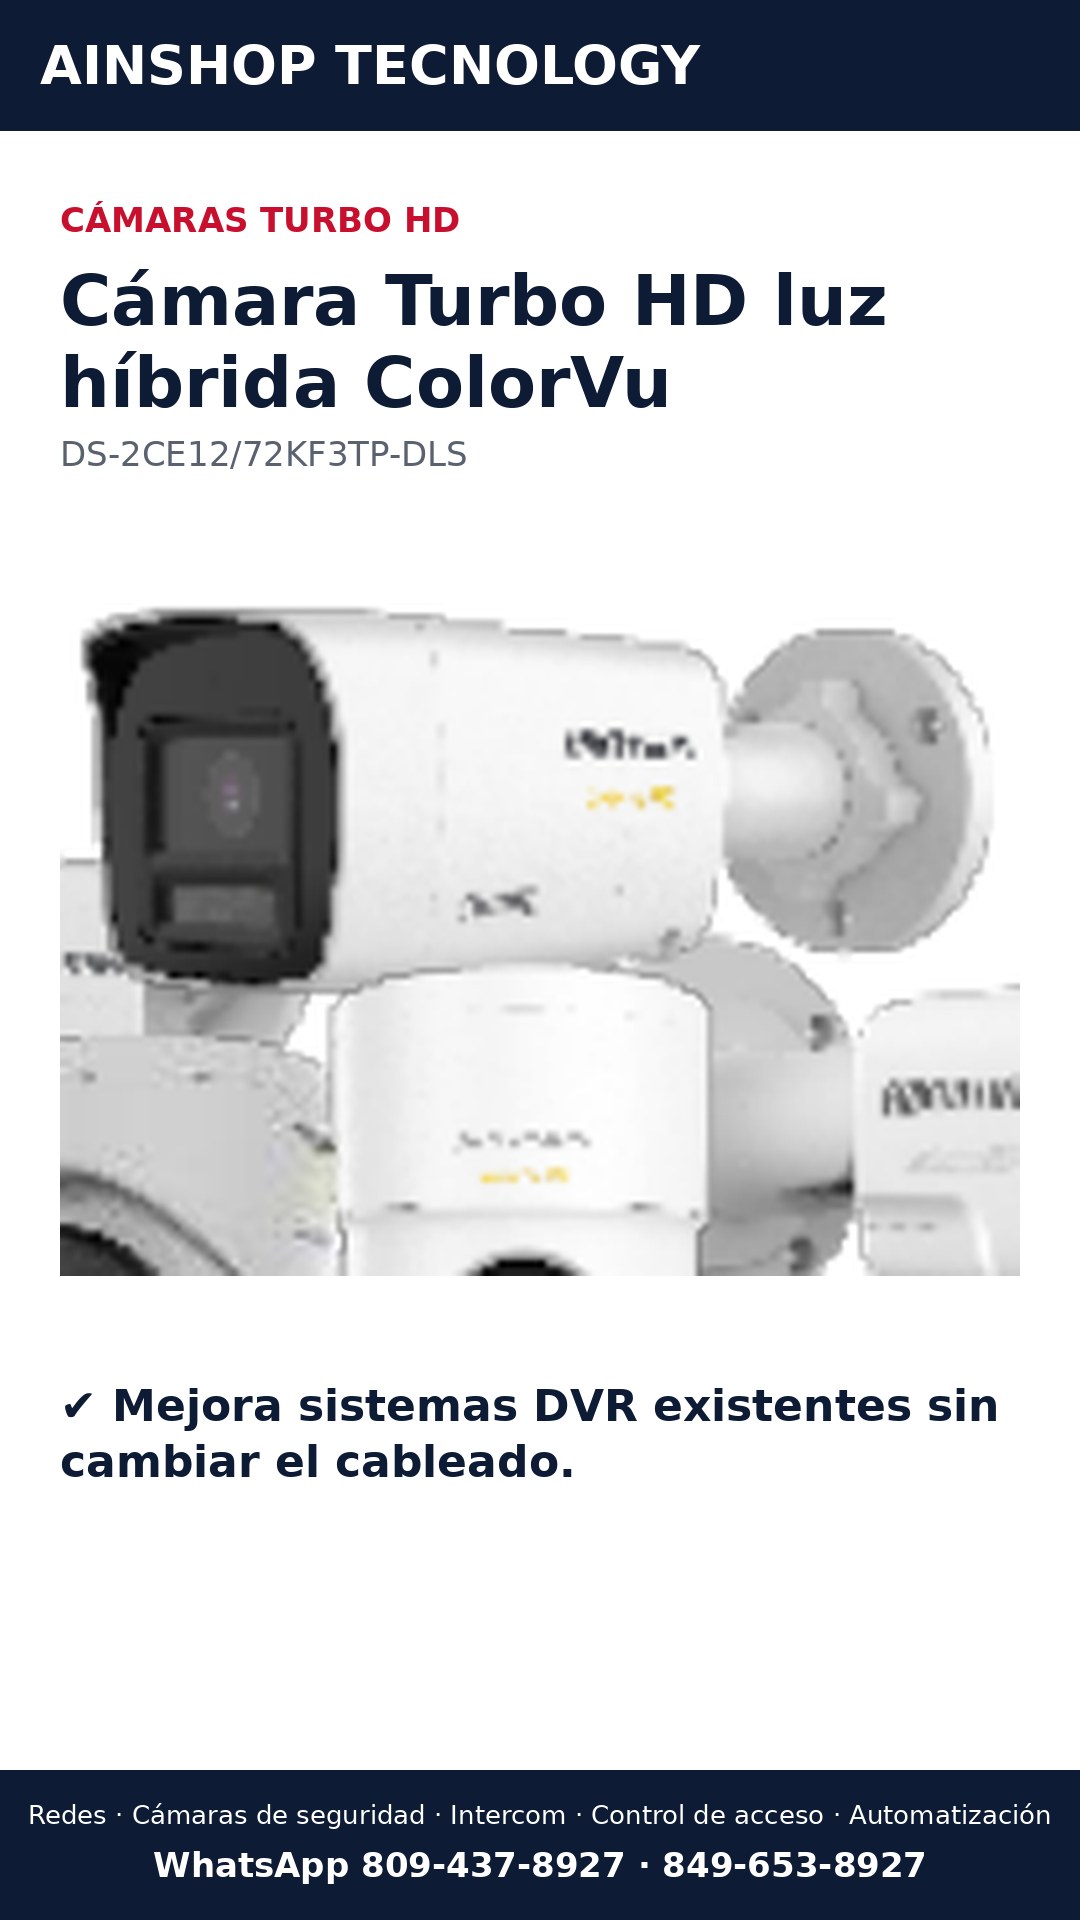 AINSHOP TECNOLOGY
CÁMARAS TURBO HD
Cámara Turbo HD luz
híbrida ColorVu
DS-2CE12/72KF3TP-DLS
✔ Mejora sistemas DVR existentes sin
cambiar el cableado.
Redes · Cámaras de seguridad · Intercom · Control de acceso · Automatización
WhatsApp 809-437-8927 · 849-653-8927